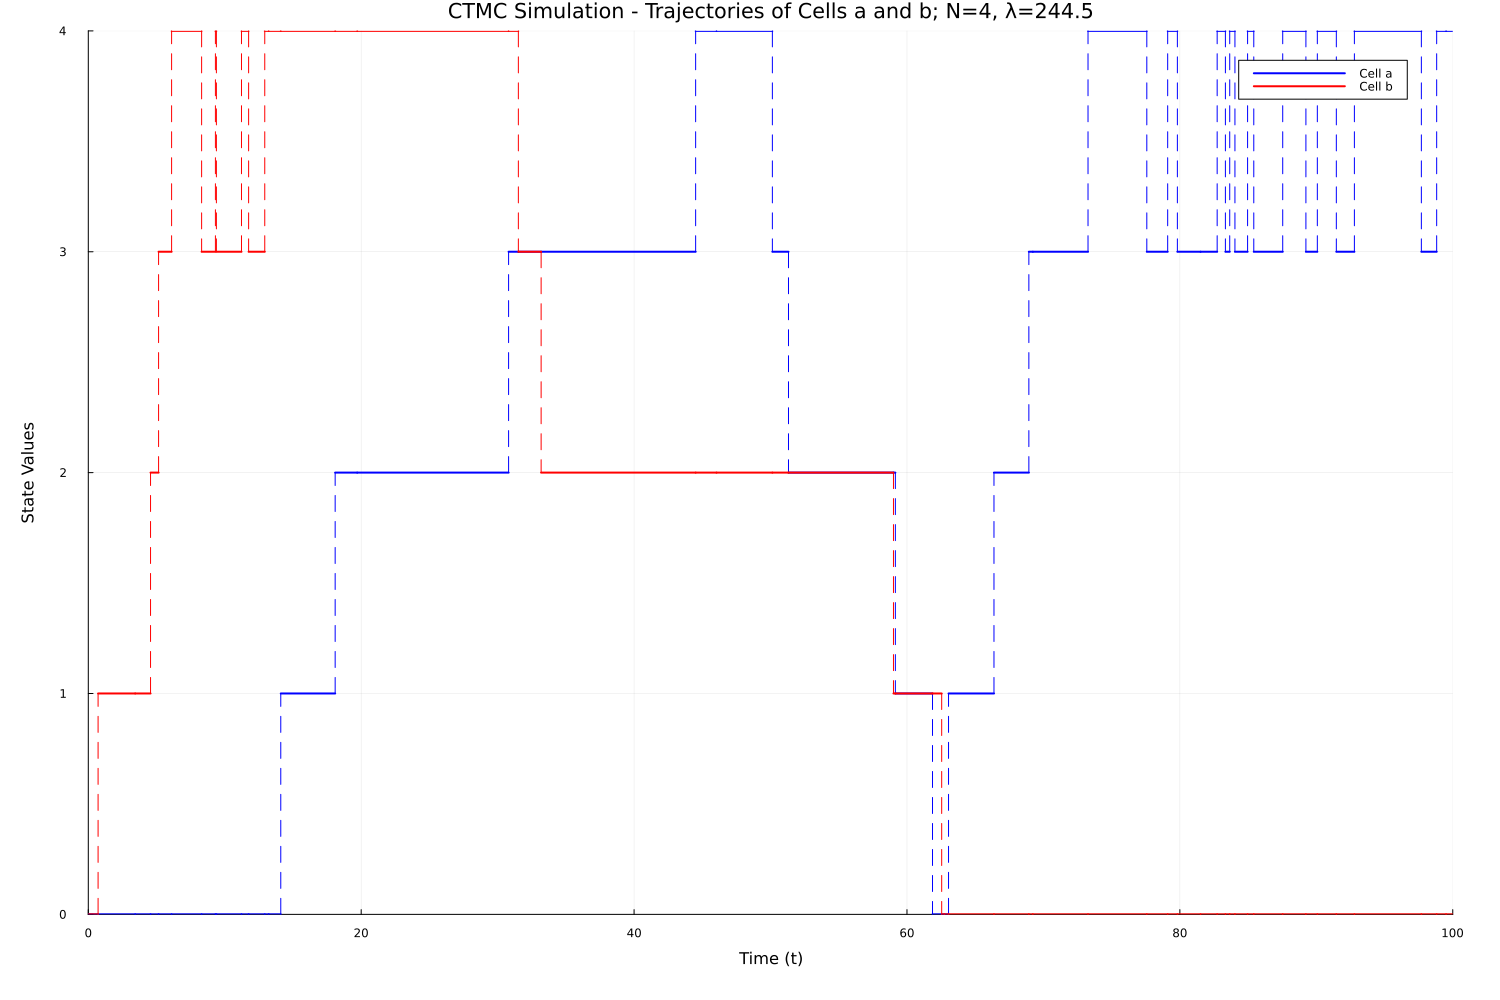 CTMC Simulation - Trajectories of Cells a and b; N=4, λ=244.5
Cell a
Cell b
State Values
4
3
2
1
0
0 20 40 60 80 100
Time (t)